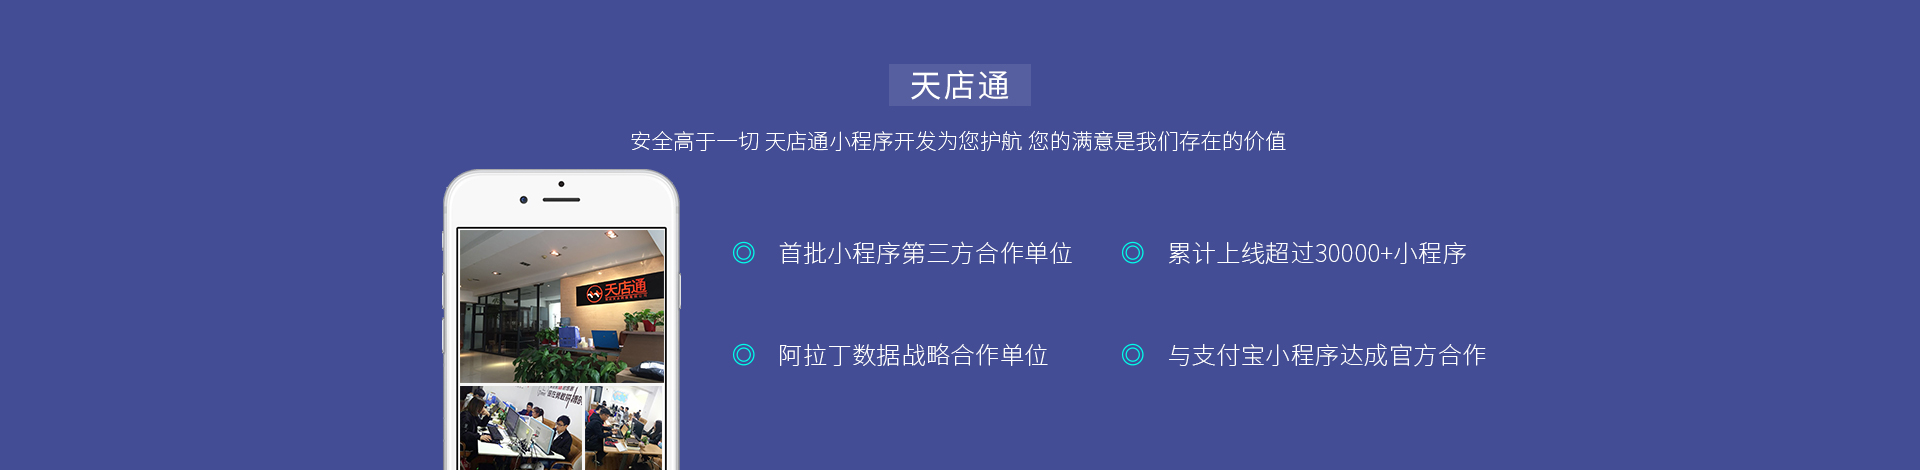 天店通
安全高于一切 天店通小程序开发为您护航 您的满意是我们存在的价值
首批小程序第三方合作单位
累计上线超过30000+小程序
阿拉丁数据战略合作单位
与支付宝小程序达成官方合作
天店通